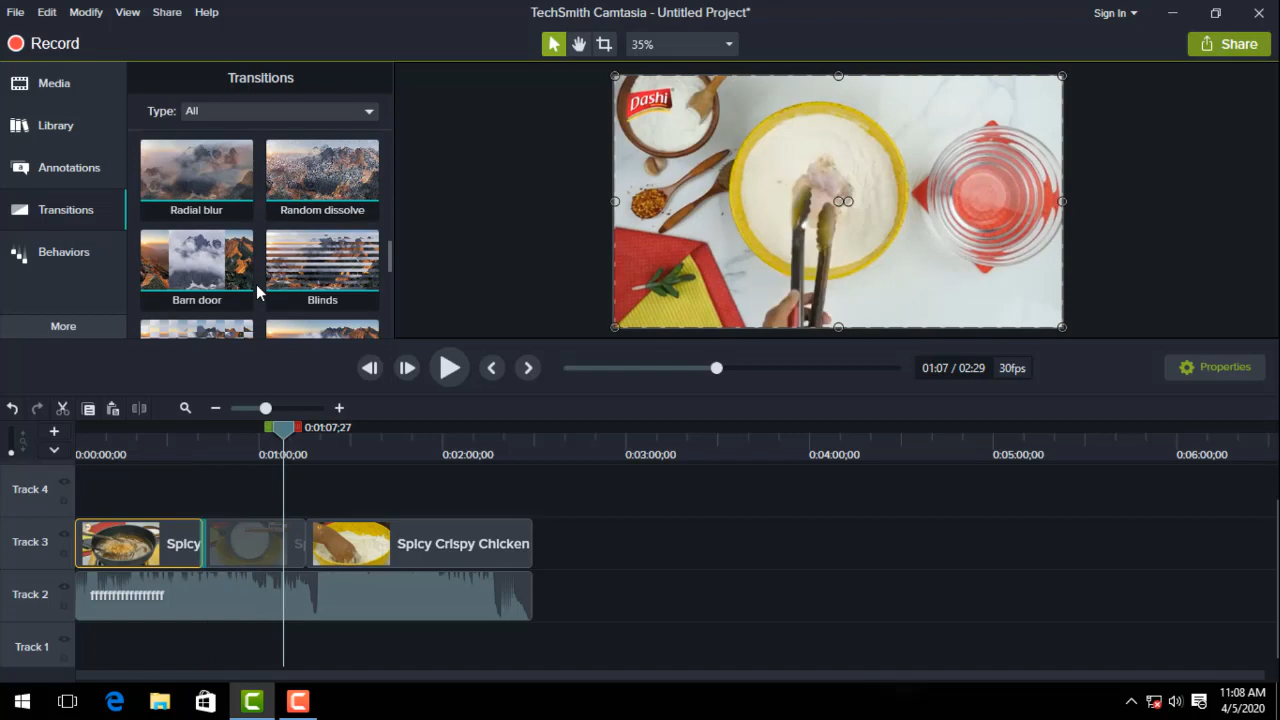 File Edit Modify View Share Help
TechSmith Camtasia - Untitled Project*
Sign In
Record
35%
Share
Media
Library
Annotations
Transitions
Behaviors
More
Transitions
Type: All
Radial blur
Random dissolve
Barn door
Blinds
Dashi
01:07 / 02:29 30fps
Properties
0:01:07;27
0:00:00;00 0:01:00;00 0:02:00;00 0:03:00;00 0:04:00;00 0:05:00;00 0:06:00;00
Track 4
Track 3
Spicy
Spicy Crispy Chicken
Track 2
ffffffffffffffffff
Track 1
11:08 AM
4/5/2020